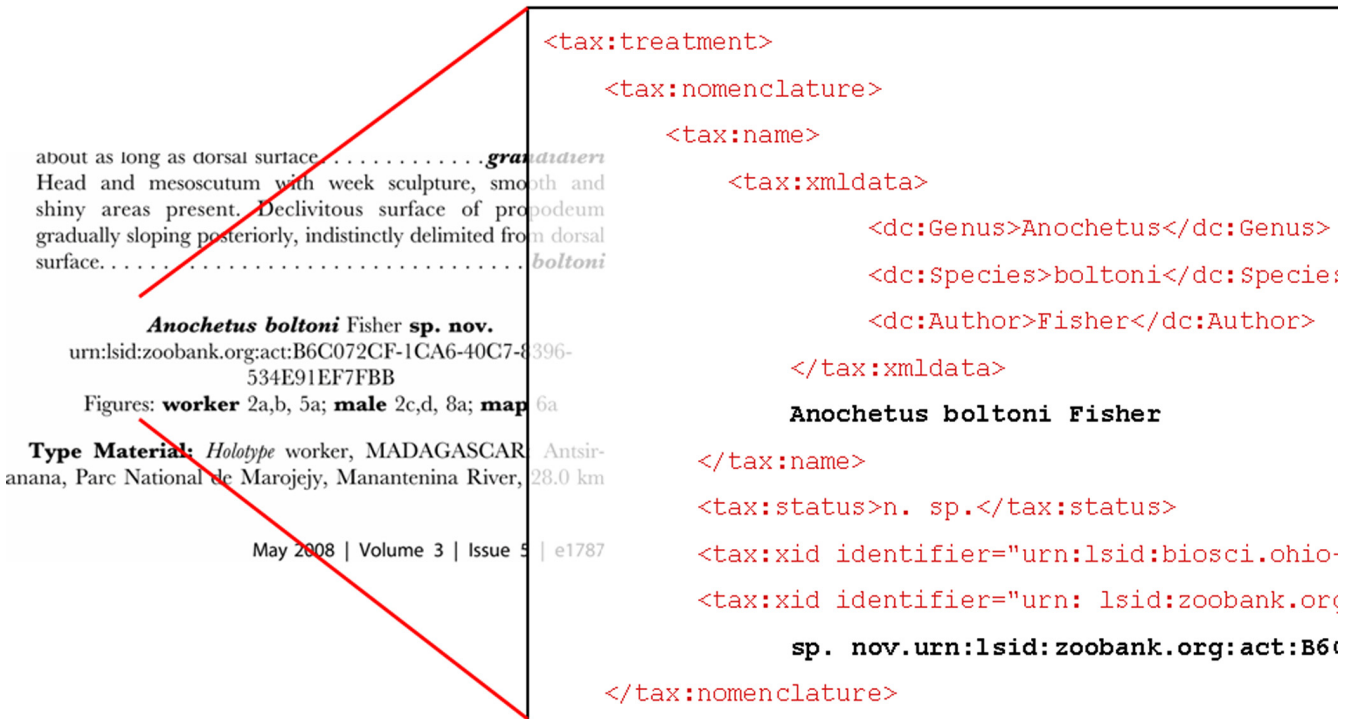 about as long as dorsal surface. . . . . . . . . . . . . grandidieri
Head and mesoscutum with week sculpture, smooth and
shiny areas present. Declivitous surface of propodeum
gradually sloping posteriorly, indistinctly delimited from dorsal
surface. . . . . . . . . . . . . . . . . . . . . . . . . . . . . . . . . boltoni
Anochetus boltoni Fisher sp. nov.
urn:lsid:zoobank.org:act:B6C072CF-1CA6-40C7-8396-
534E91EF7FBB
Figures: worker 2a,b, 5a; male 2c,d, 8a; map 6a
Type Material: Holotype worker, MADAGASCAR, Antsir-
anana, Parc National de Marojejy, Manantenina River, 28.0 km
May 2008 | Volume 3 | Issue 5 | e1787
<tax:treatment>
<tax:nomenclature>
<tax:name>
<tax:xmldata>
<dc:Genus>Anochetus</dc:Genus>
<dc:Species>boltoni</dc:Species
<dc:Author>Fisher</dc:Author>
</tax:xmldata>
Anochetus boltoni Fisher
</tax:name>
<tax:status>n. sp.</tax:status>
<tax:xid identifier="urn:lsid:biosci.ohio-
<tax:xid identifier="urn: lsid:zoobank.org
sp. nov.urn:lsid:zoobank.org:act:B6C
</tax:nomenclature>